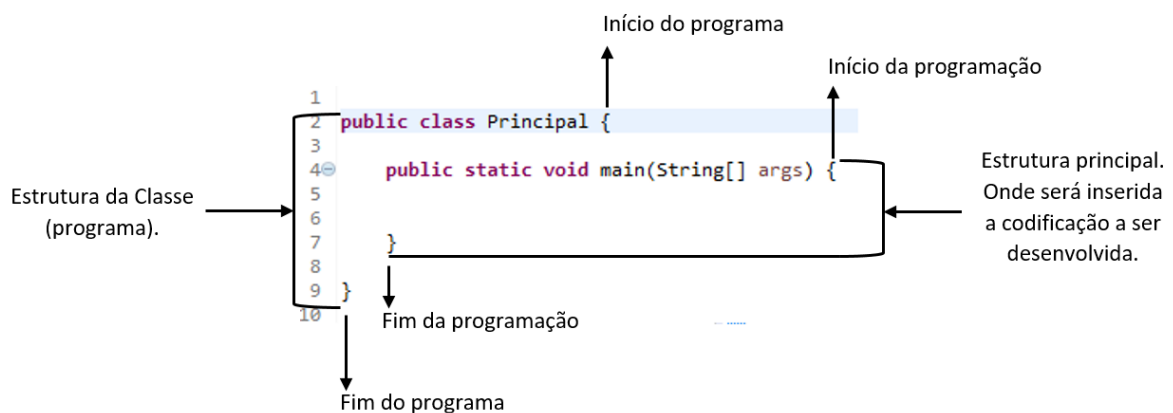 Início do programa
Início da programação
1
2 public class Principal {
3
4 public static void main(String[] args) {
5
6
7 }
8
9 }
10
Estrutura da Classe
(programa).
Estrutura principal.
Onde será inserida
a codificação a ser
desenvolvida.
Fim da programação
Fim do programa